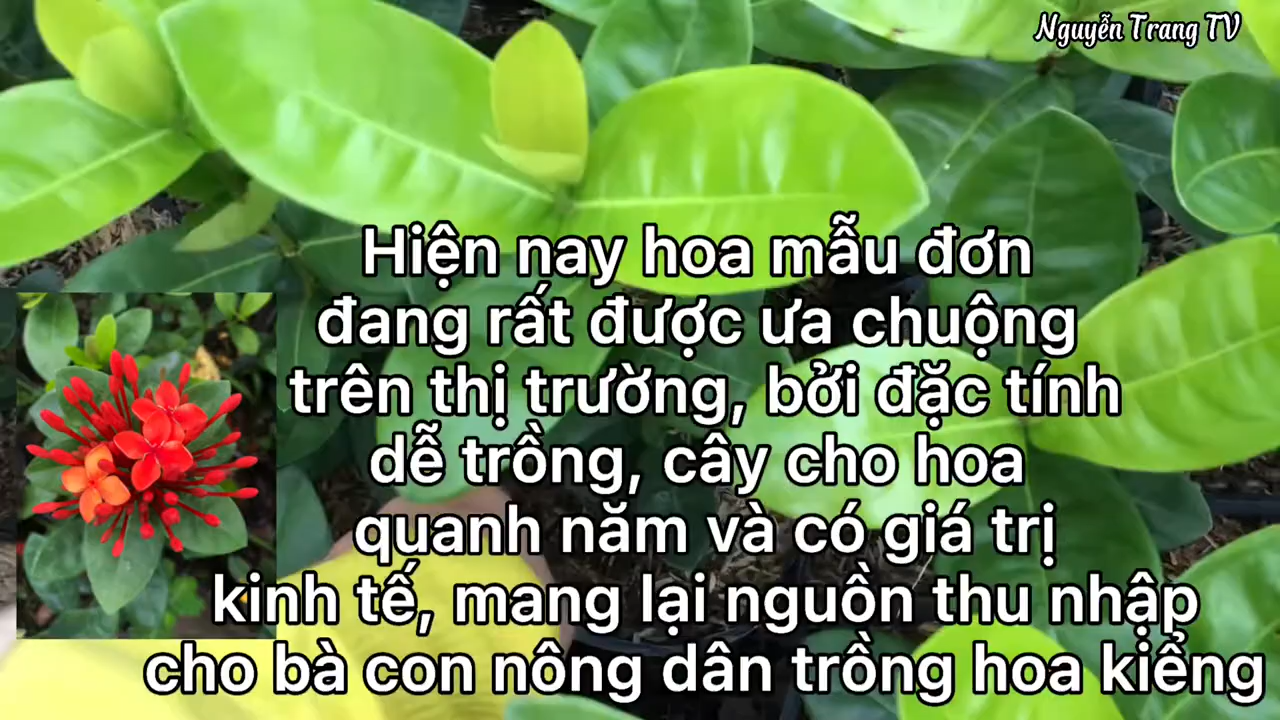 Nguyễn Trang TV
Hiện nay hoa mẫu đơn
đang rất được ưa chuộng
trên thị trường, bởi đặc tính
dễ trồng, cây cho hoa
quanh năm và có giá trị
kinh tế, mang lại nguồn thu nhập
cho bà con nông dân trồng hoa kiểng